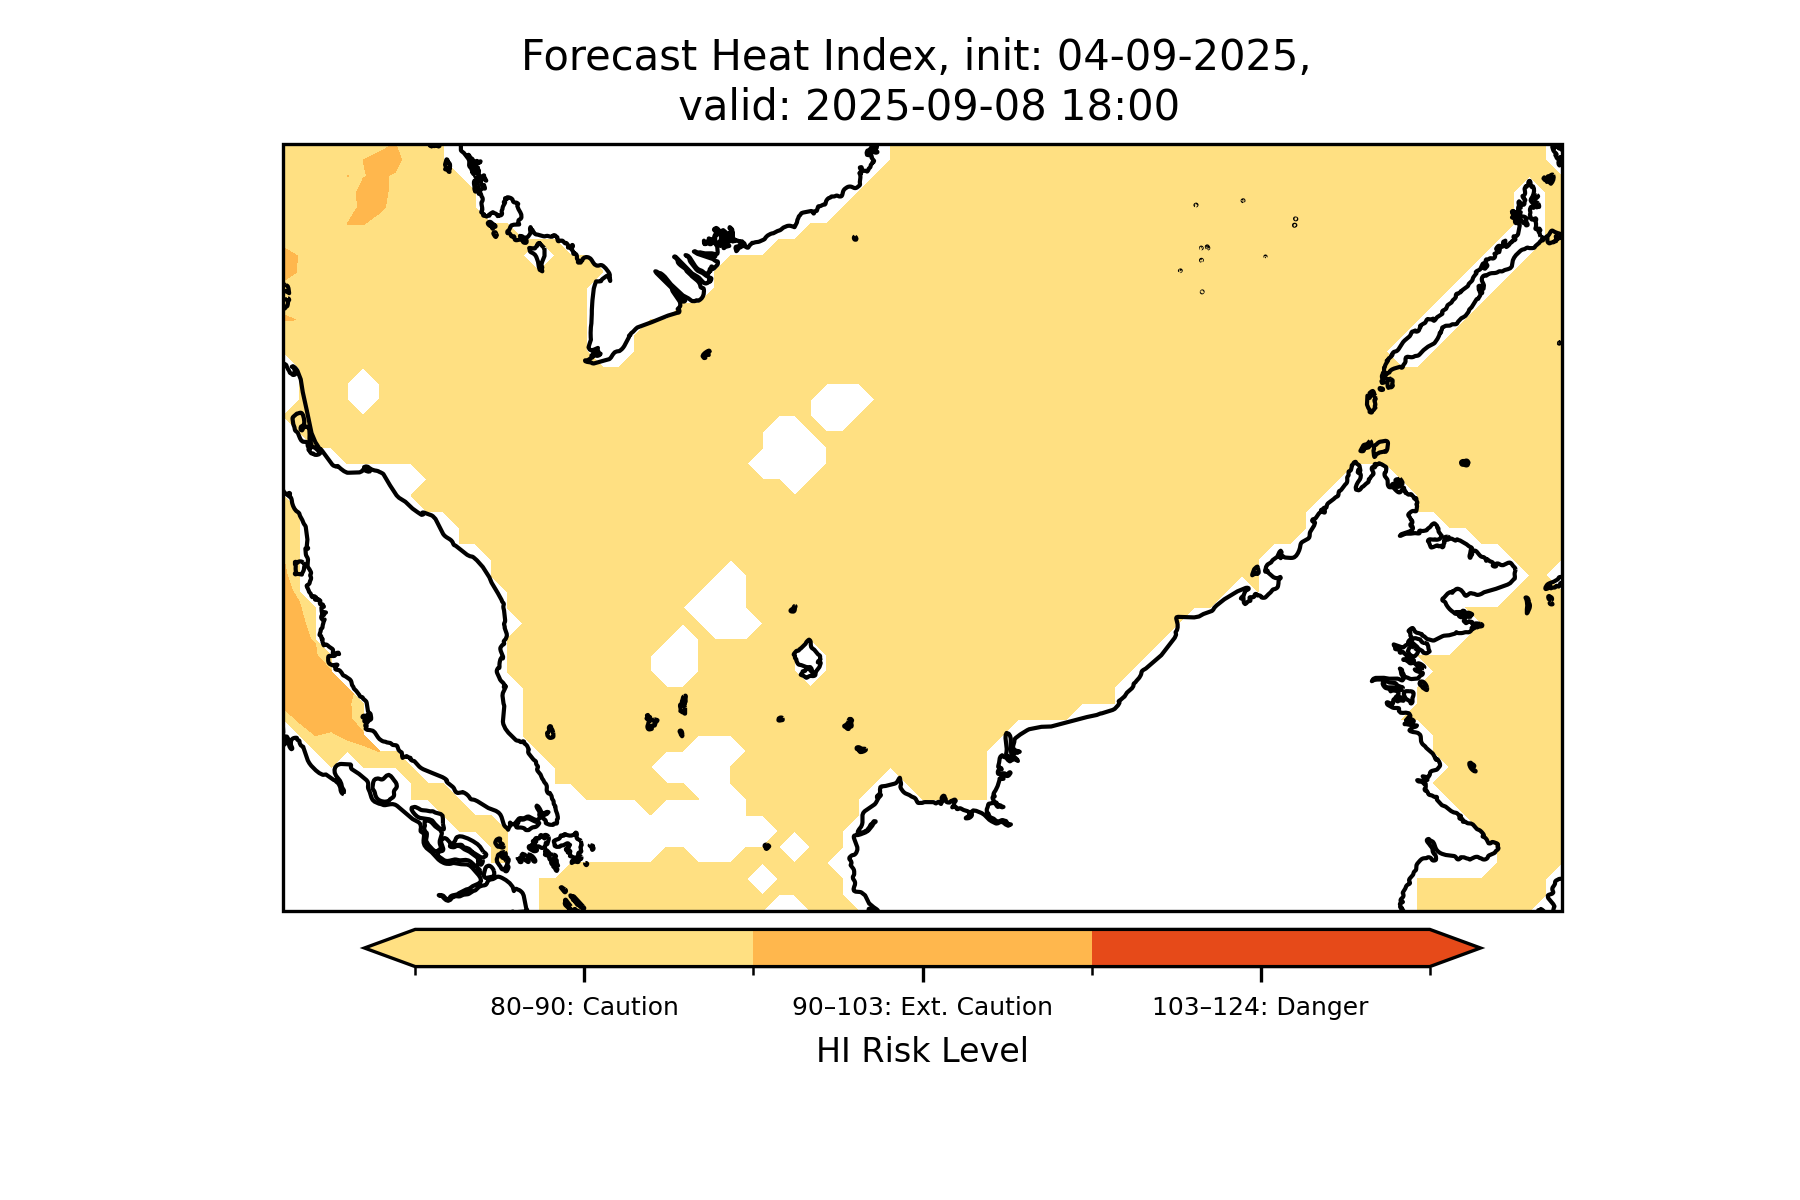 Forecast Heat Index, init: 04-09-2025,
valid: 2025-09-08 18:00
80–90: Caution
90–103: Ext. Caution
103–124: Danger
HI Risk Level